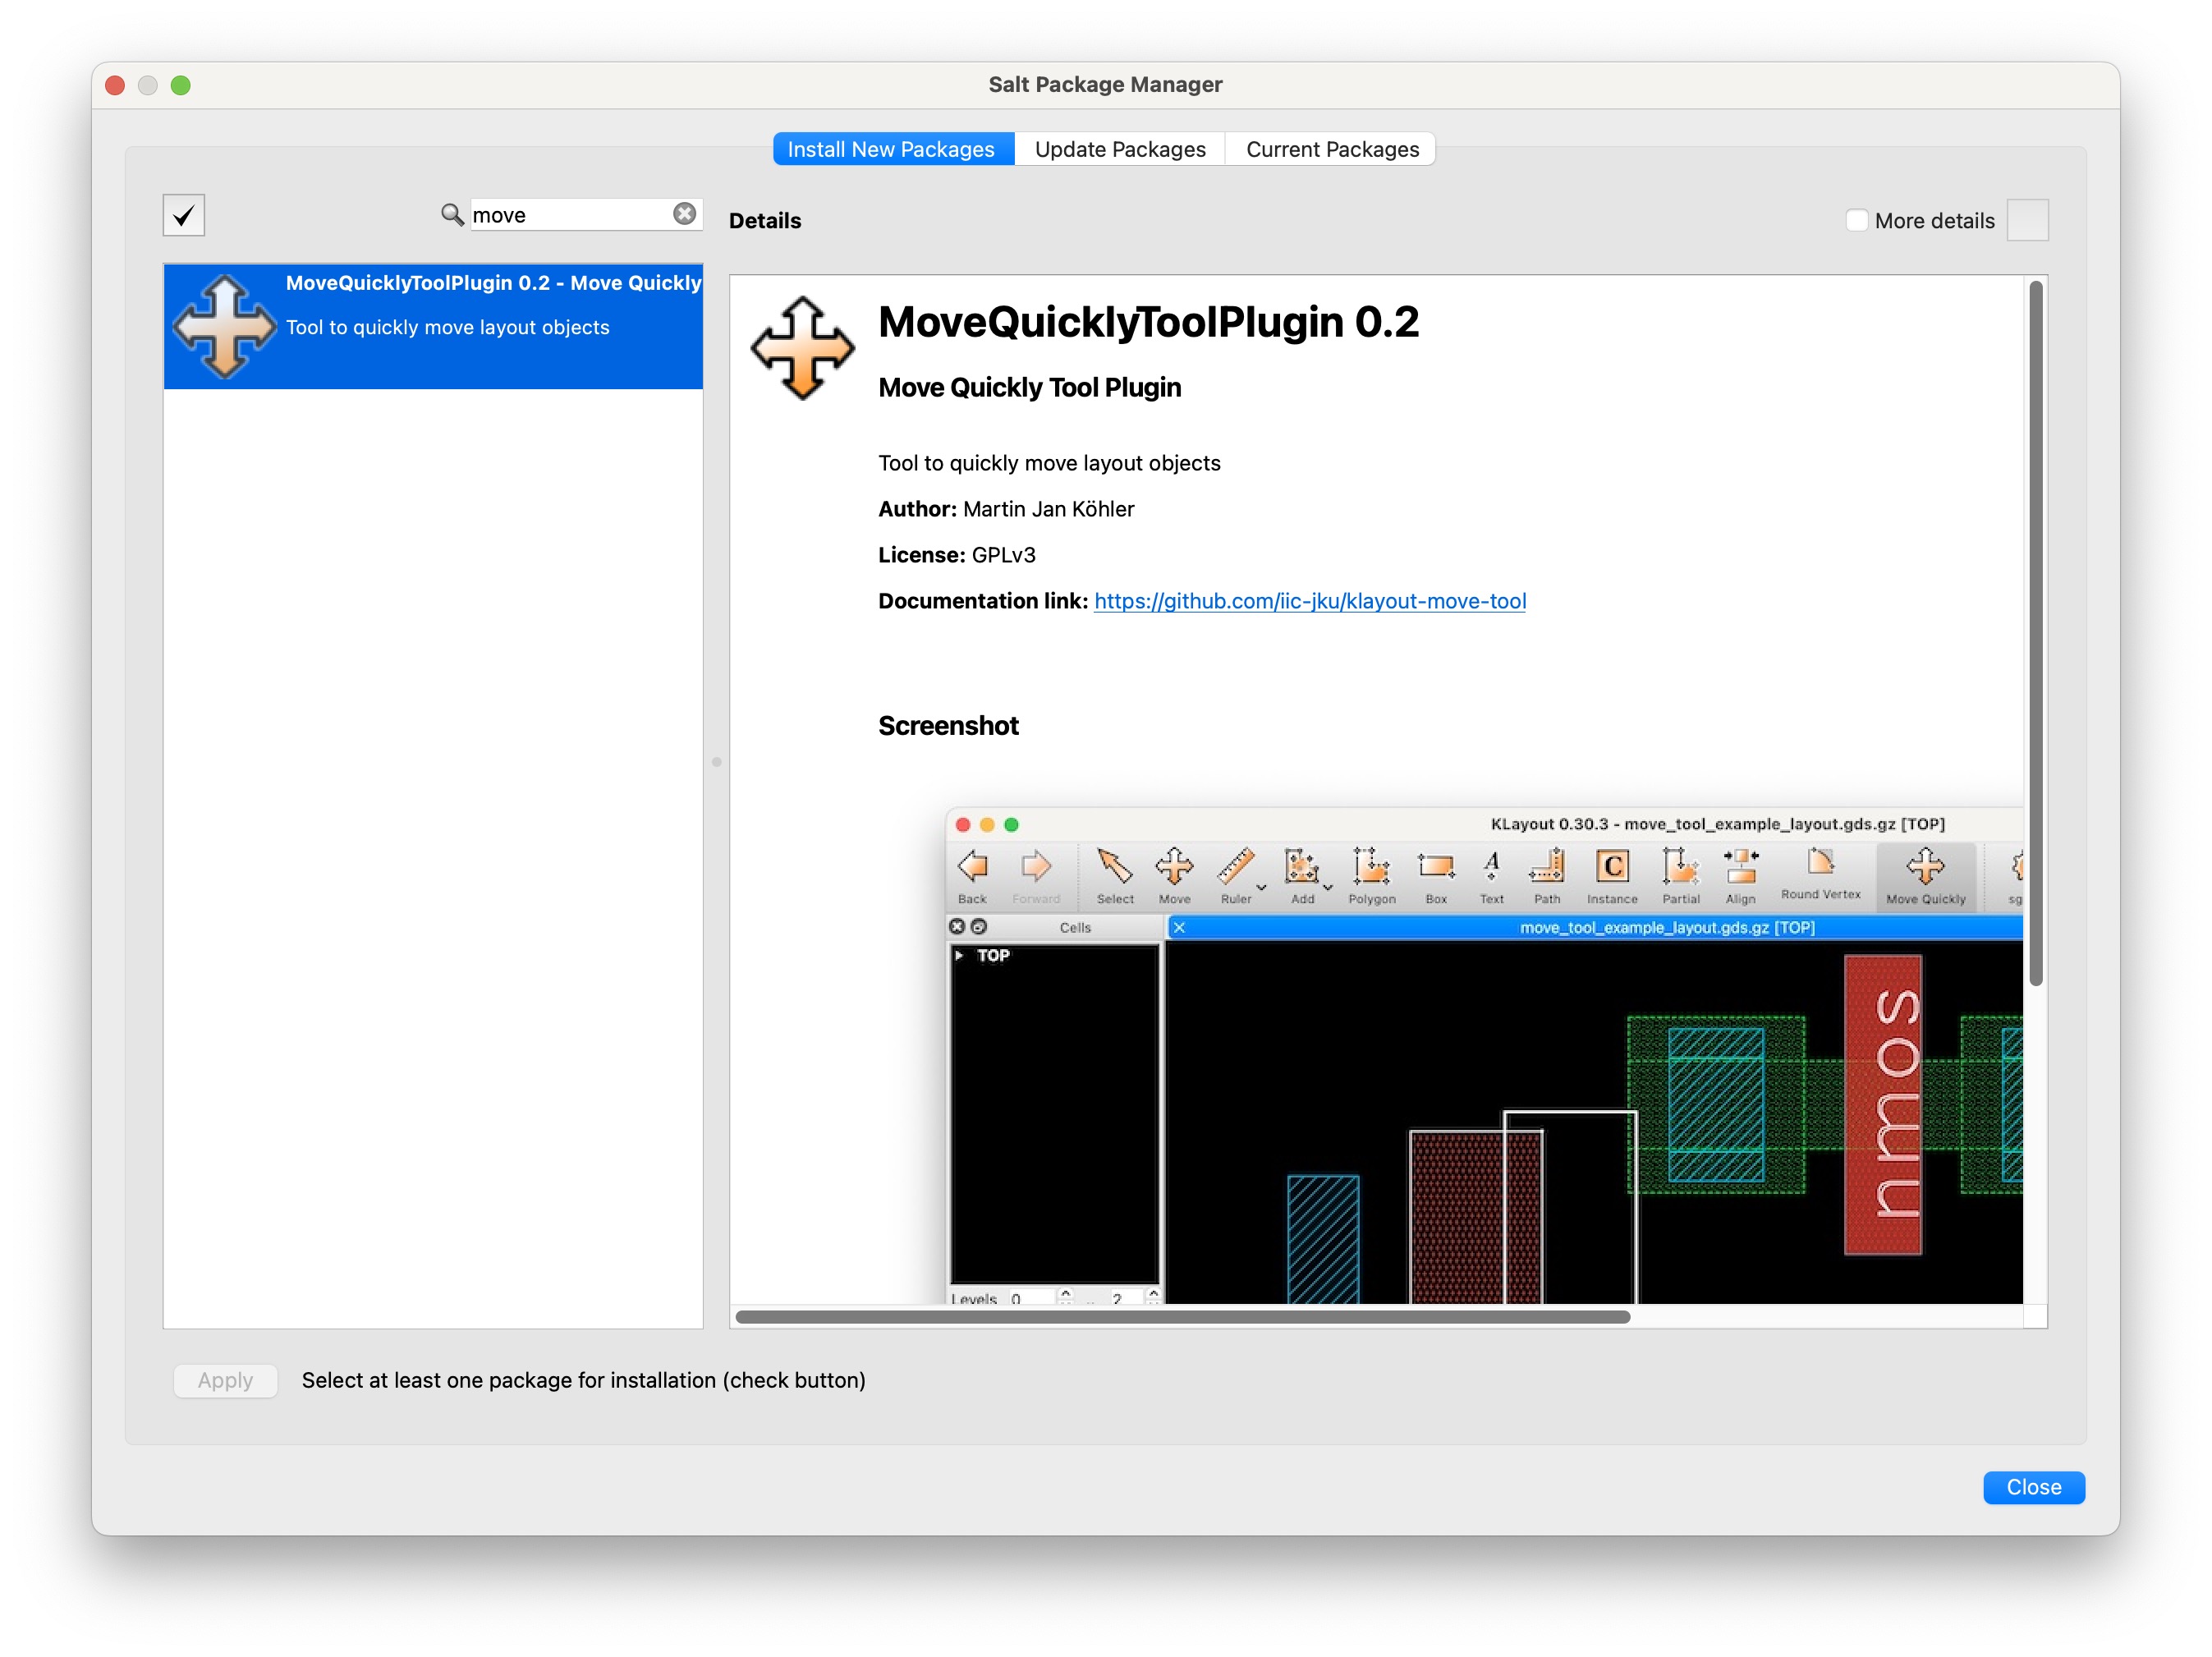 Salt Package Manager
Install New Packages
Update Packages
Current Packages
move
Details
More details
MoveQuicklyToolPlugin 0.2 - Move Quickly
Tool to quickly move layout objects
MoveQuicklyToolPlugin 0.2
Move Quickly Tool Plugin
Tool to quickly move layout objects
Author: Martin Jan Köhler
License: GPLv3
Documentation link: https://github.com/iic-jku/klayout-move-tool
Screenshot
KLayout 0.30.3 - move_tool_example_layout.gds.gz [TOP]
Back
Forward
Select
Move
Ruler
Add
Polygon
Box
Text
Path
Instance
Partial
Align
Round Vertex
Move Quickly
sg
Cells
move_tool_example_layout.gds.gz [TOP]
TOP
nmos
Levels 0 .. 2
Apply
Select at least one package for installation (check button)
Close